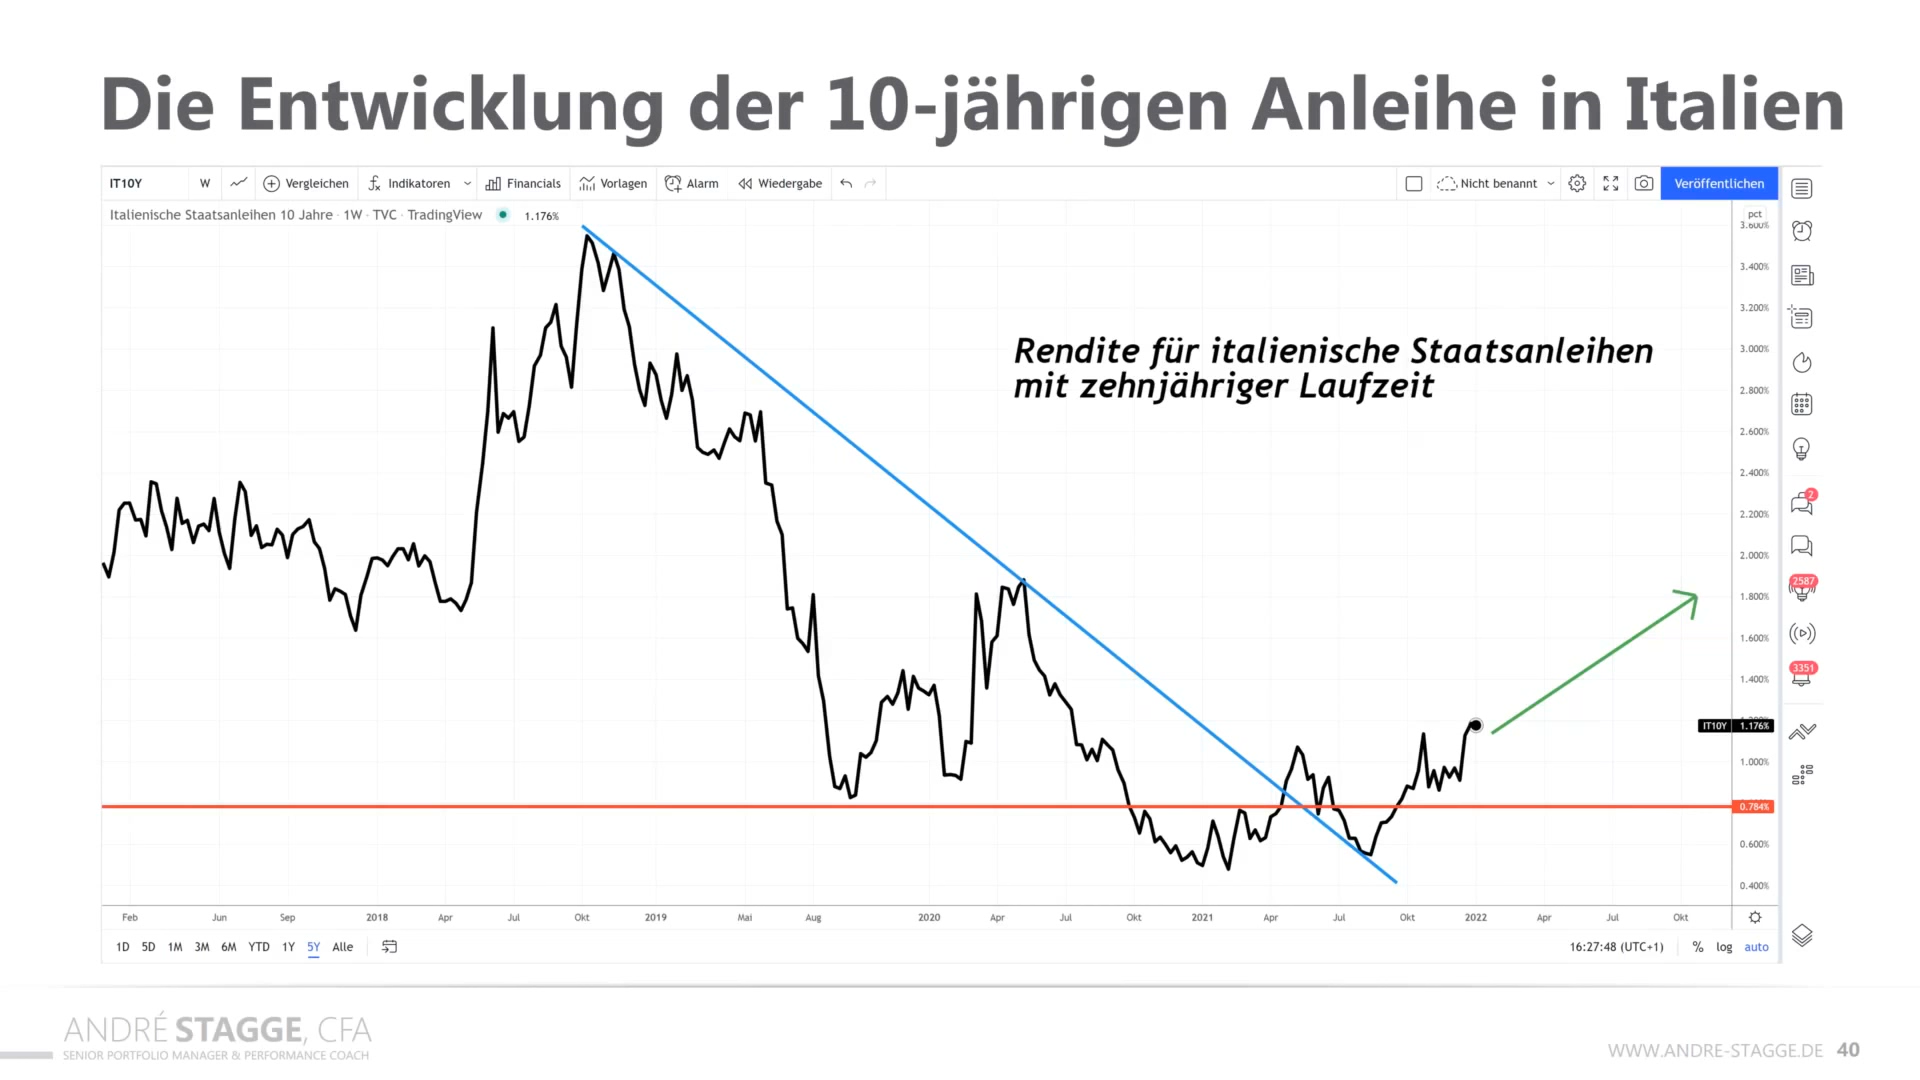 Die Entwicklung der 10-jährigen Anleihe in Italien
IT10Y W Vergleichen Indikatoren Financials Vorlagen Alarm Wiedergabe Nicht benannt Veröffentlichen
Italienische Staatsanleihen 10 Jahre · 1W · TVC · TradingView 1.176%
pct
3.600%
3.400%
3.200%
Rendite für italienische Staatsanleihen
mit zehnjähriger Laufzeit
3.000%
2.800%
2.600%
2.400%
2
2.200%
2.000%
2587
1.800%
1.600%
3351
1.400%
IT10Y 1.176%
1.000%
0.784%
0.600%
0.400%
Feb Jun Sep 2018 Apr Jul Okt 2019 Mai Aug 2020 Apr Jul Okt 2021 Apr Jul Okt 2022 Apr Jul Okt
1D 5D 1M 3M 6M YTD 1Y 5Y Alle 16:27:48 (UTC+1) % log auto
ANDRÉ STAGGE, CFA
SENIOR PORTFOLIO MANAGER & PERFORMANCE COACH
WWW.ANDRE-STAGGE.DE 40